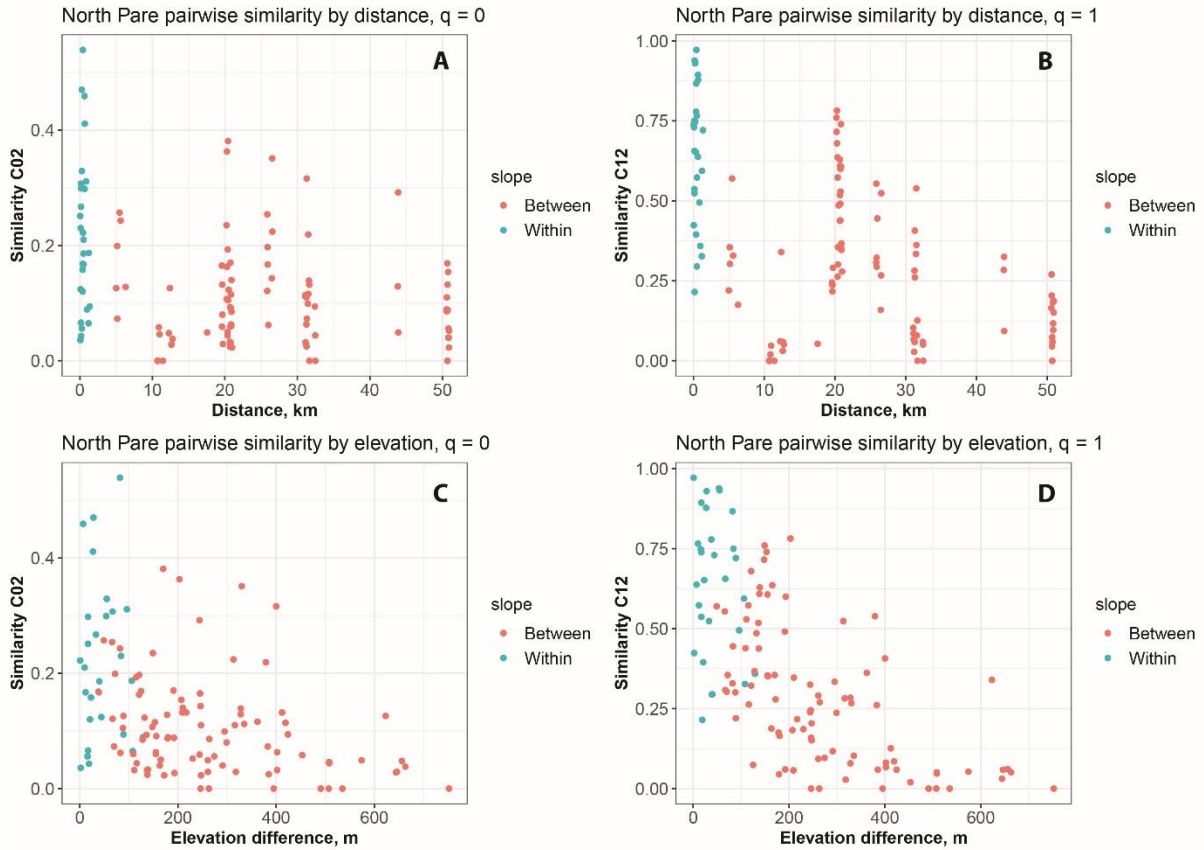 North Pare pairwise similarity by distance, q = 0
A
Similarity C02
0.4
0.2
0.0
0 10 20 30 40 50
Distance, km
slope
Between
Within
North Pare pairwise similarity by distance, q = 1
B
Similarity C12
1.00
0.75
0.50
0.25
0.00
0 10 20 30 40 50
Distance, km
slope
Between
Within
North Pare pairwise similarity by elevation, q = 0
C
Similarity C02
0.4
0.2
0.0
0 200 400 600
Elevation difference, m
slope
Between
Within
North Pare pairwise similarity by elevation, q = 1
D
Similarity C12
1.00
0.75
0.50
0.25
0.00
0 200 400 600
Elevation difference, m
slope
Between
Within